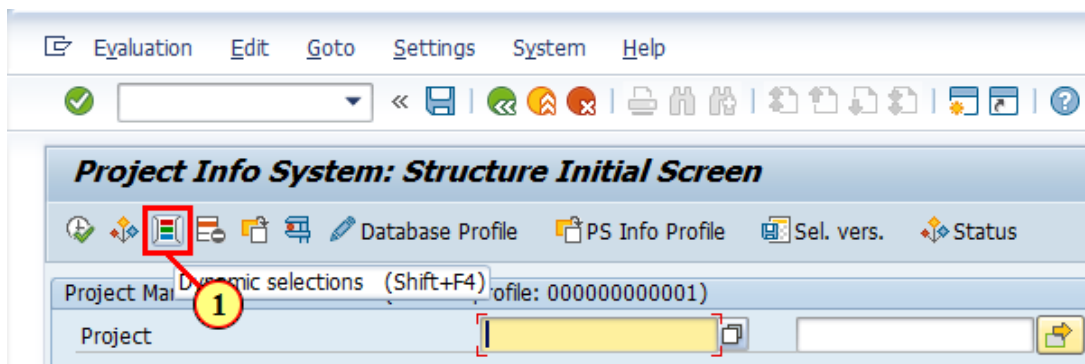 Evaluation Edit Goto Settings System Help
Project Info System: Structure Initial Screen
Database Profile PS Info Profile Sel. vers. Status
Dynamic selections (Shift+F4)
Project Ma rofile: 000000000001)
1
Project